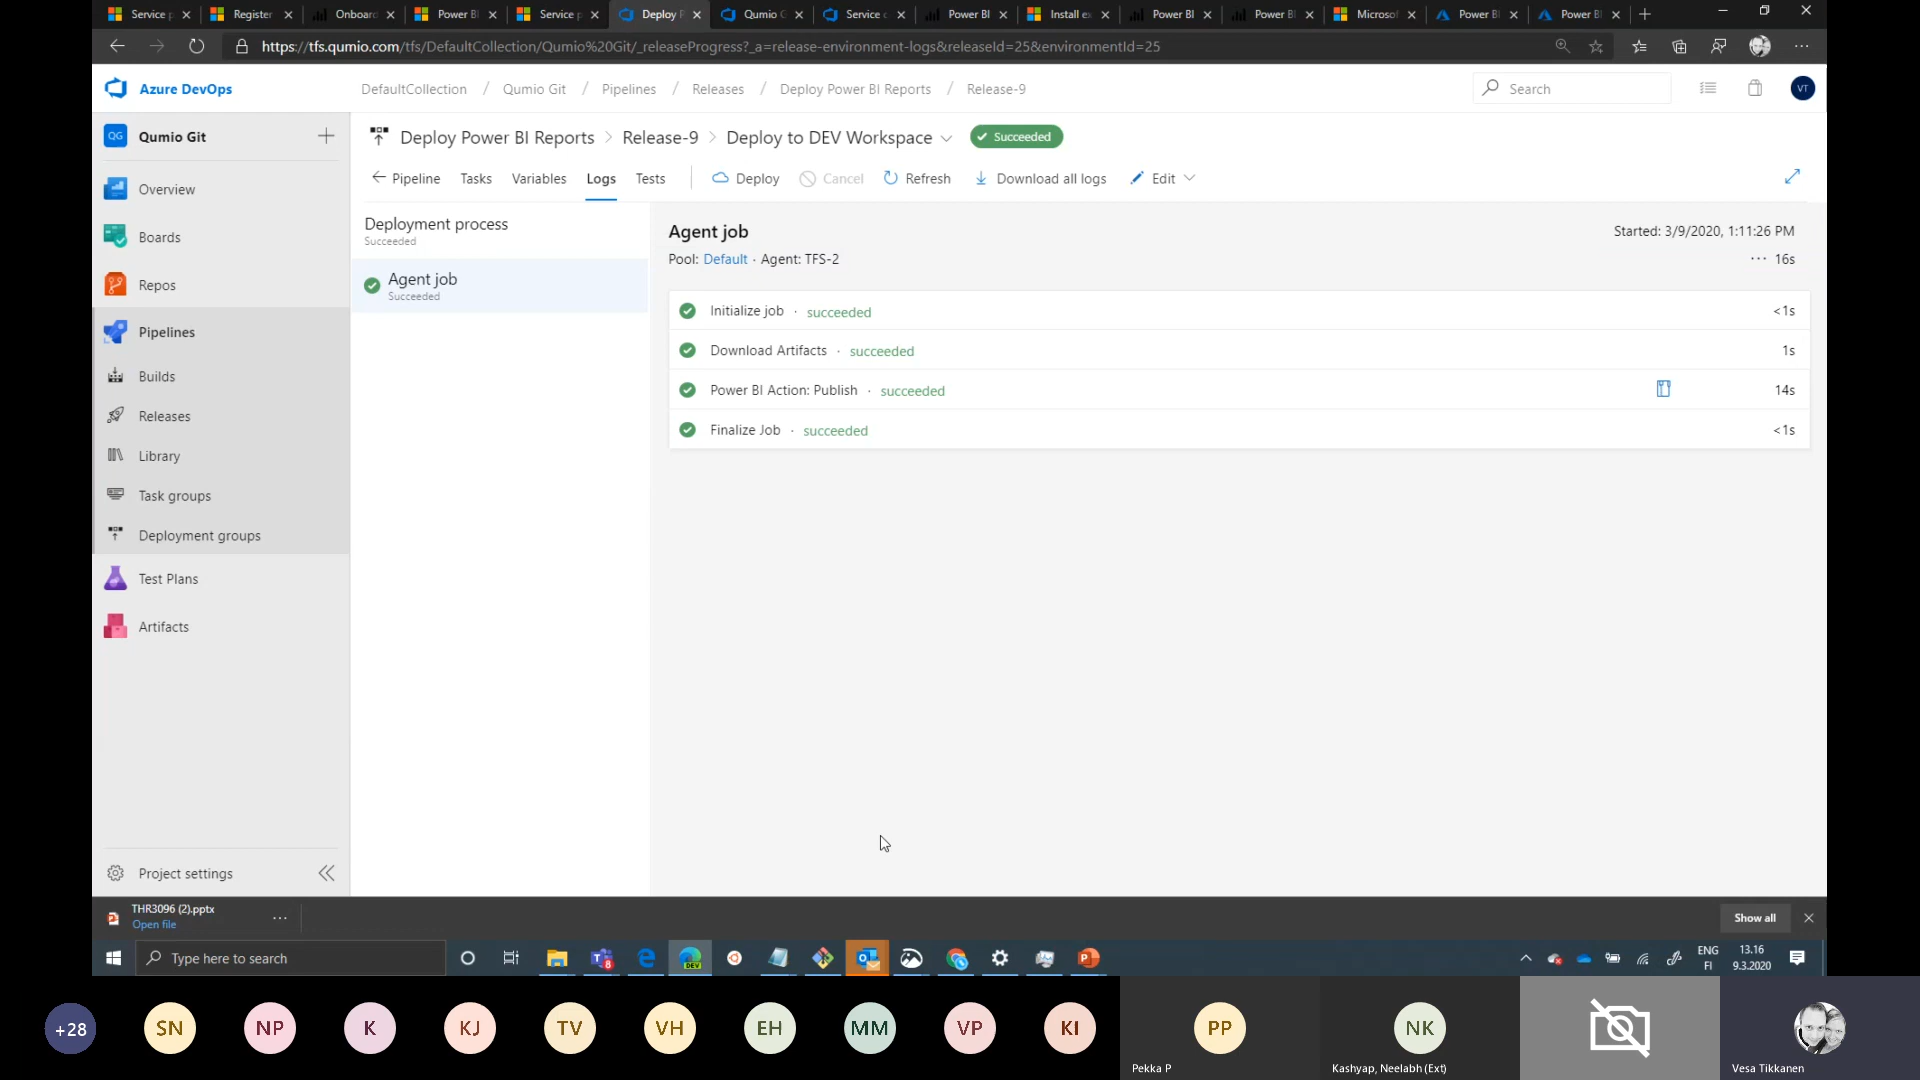 Service p
Register
Onboard
Power BI
Service p
Deploy P
Qumio G
Service c
Power BI
Install ex
Power BI
Power BI
Microsof
Power BI
Power BI
https://tfs.qumio.com/tfs/DefaultCollection/Qumio%20Git/_releaseProgress?_a=release-environment-logs&releaseId=25&environmentId=25
Azure DevOps
DefaultCollection / Qumio Git / Pipelines / Releases / Deploy Power BI Reports / Release-9
Search
VT
QG
Qumio Git
Deploy Power BI Reports > Release-9 > Deploy to DEV Workspace
Succeeded
Pipeline
Tasks
Variables
Logs
Tests
Deploy
Cancel
Refresh
Download all logs
Edit
Overview
Boards
Repos
Pipelines
Builds
Releases
Library
Task groups
Deployment groups
Test Plans
Artifacts
Project settings
Deployment process
Succeeded
Agent job
Succeeded
Agent job
Started: 3/9/2020, 1:11:26 PM
Pool: Default · Agent: TFS-2
··· 16s
Initialize job · succeeded <1s
Download Artifacts · succeeded 1s
Power BI Action: Publish · succeeded 14s
Finalize Job · succeeded <1s
THR3096 (2).pptx
Open file
Show all
Type here to search
8
DEV
ENG
FI
13.16
9.3.2020
+28
SN
NP
K
KJ
TV
VH
EH
MM
VP
KI
PP
Pekka P
NK
Kashyap, Neelabh (Ext)
Vesa Tikkanen